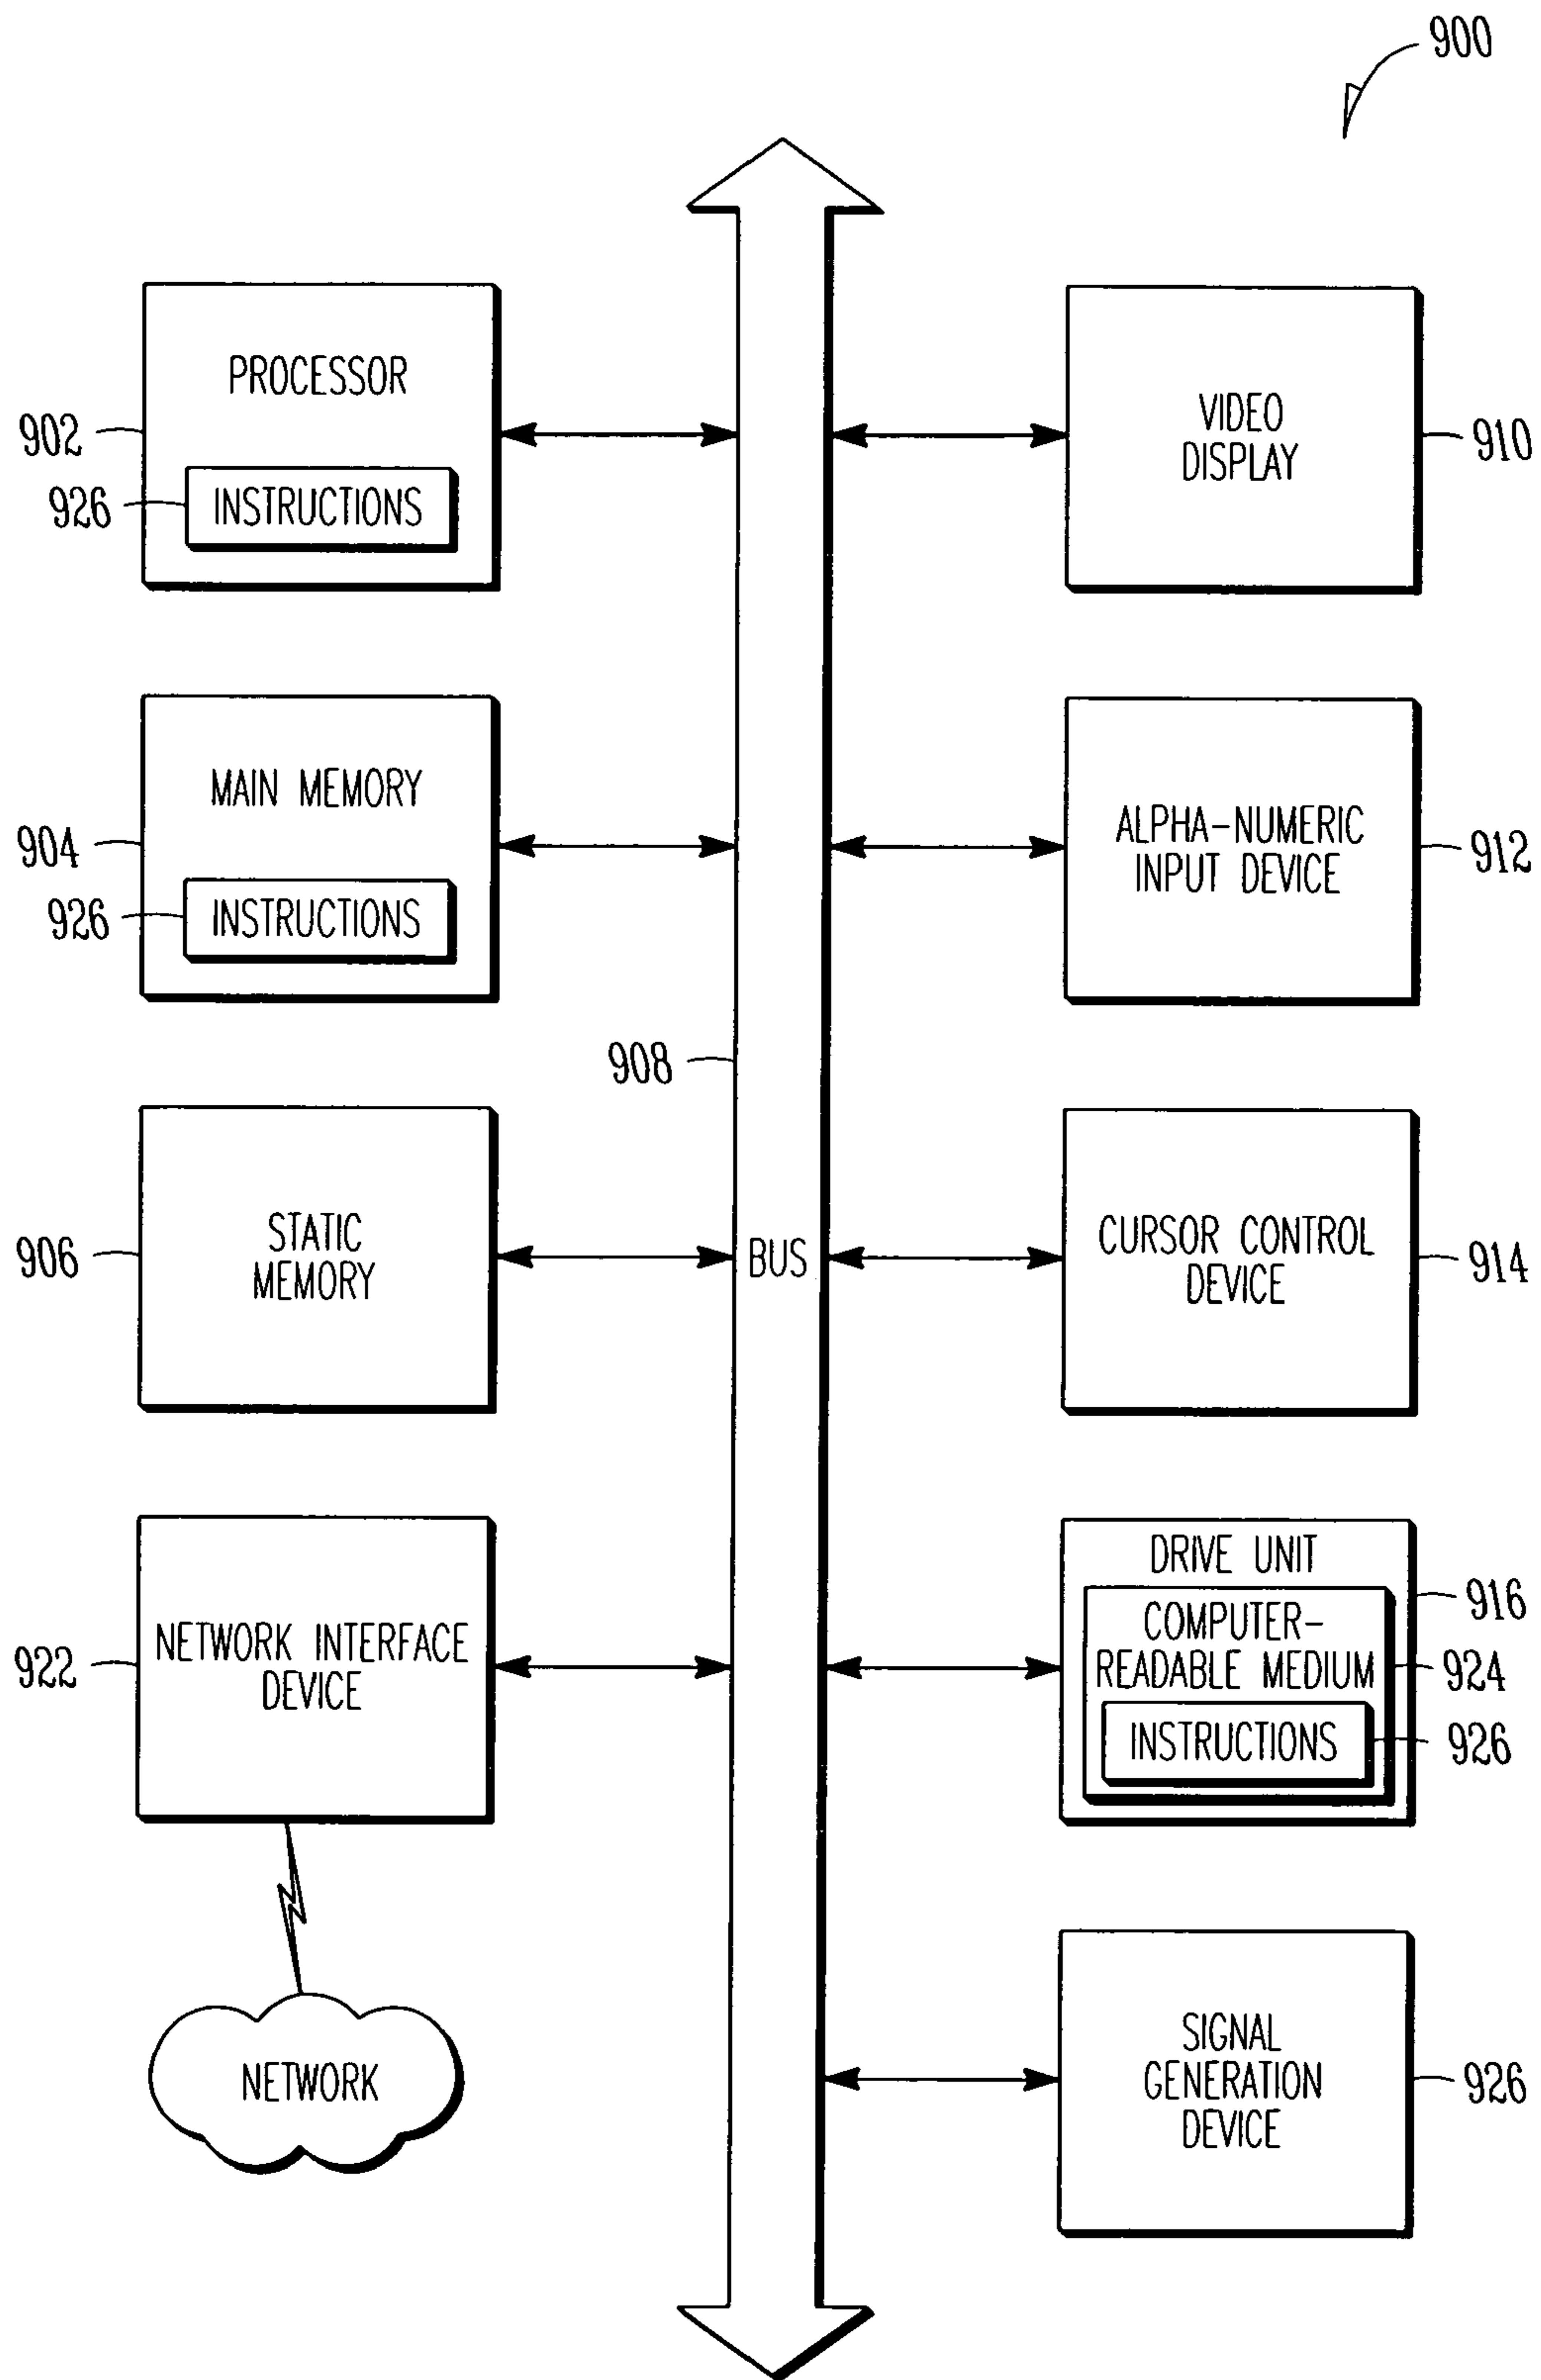 900
PROCESSOR
902
926
INSTRUCTIONS
MAIN MEMORY
904
926
INSTRUCTIONS
908
STATIC
MEMORY
906
NETWORK INTERFACE
DEVICE
922
NETWORK
BUS
VIDEO
DISPLAY
910
ALPHA-NUMERIC
INPUT DEVICE
912
CURSOR CONTROL
DEVICE
914
DRIVE UNIT
916
COMPUTER-
READABLE MEDIUM
924
INSTRUCTIONS
926
SIGNAL
GENERATION
DEVICE
926